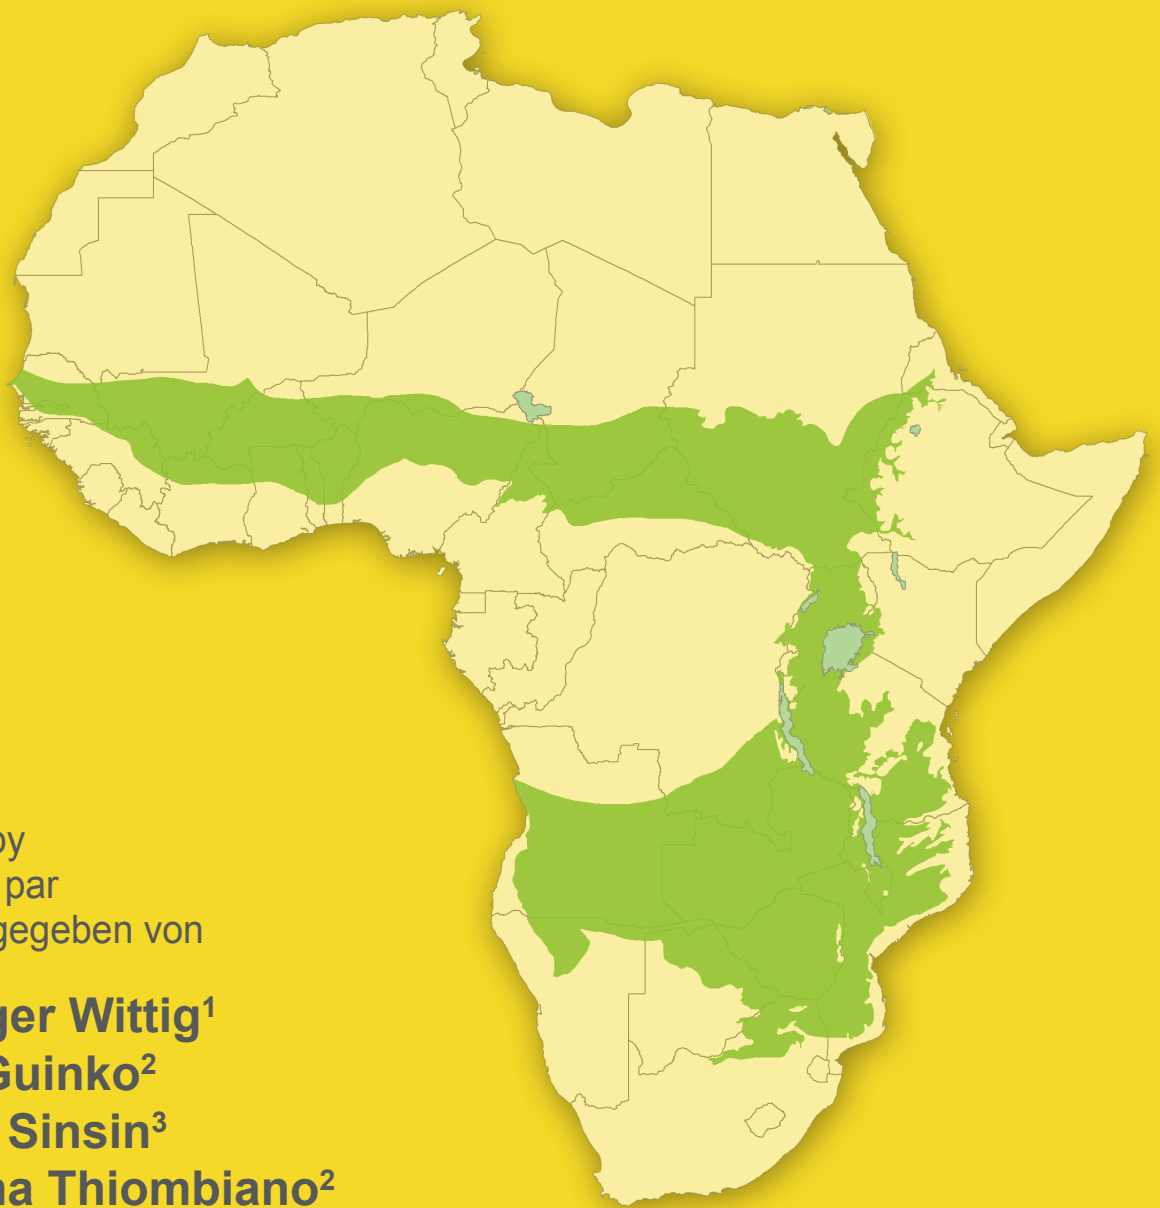 by
par
gegeben von
ger Wittig¹
Guinko²
Sinsin³
na Thiombiano²